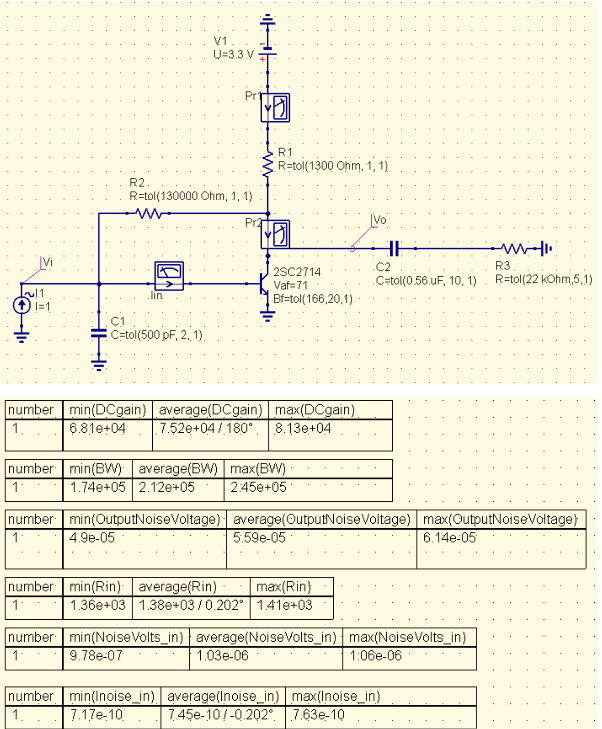 V1
U=3.3 V
Pr1
R1
R=tol(1300 Ohm, 1, 1)
R2
R=tol(130000 Ohm, 1, 1)
Pr2
Vo
Vi
I1
I=1
Iin
2SC2714
Vaf=71
Bf=tol(166,20,1)
C2
C=tol(0.56 uF, 10, 1)
R3
R=tol(22 kOhm,5,1)
C1
C=tol(500 pF, 2, 1)
number min(DCgain) average(DCgain) max(DCgain)
1 6.81e+04 7.52e+04 / 180° 8.13e+04
number min(BW) average(BW) max(BW)
1 1.74e+05 2.12e+05 2.45e+05
number min(OutputNoiseVoltage) average(OutputNoiseVoltage) max(OutputNoiseVoltage)
1 4.9e-05 5.59e-05 6.14e-05
number min(Rin) average(Rin) max(Rin)
1 1.36e+03 1.38e+03 / 0.202° 1.41e+03
number min(NoiseVolts_in) average(NoiseVolts_in) max(NoiseVolts_in)
1 9.78e-07 1.03e-06 1.06e-06
number min(Inoise_in) average(Inoise_in) max(Inoise_in)
1 7.17e-10 7.45e-10 / -0.202° 7.63e-10